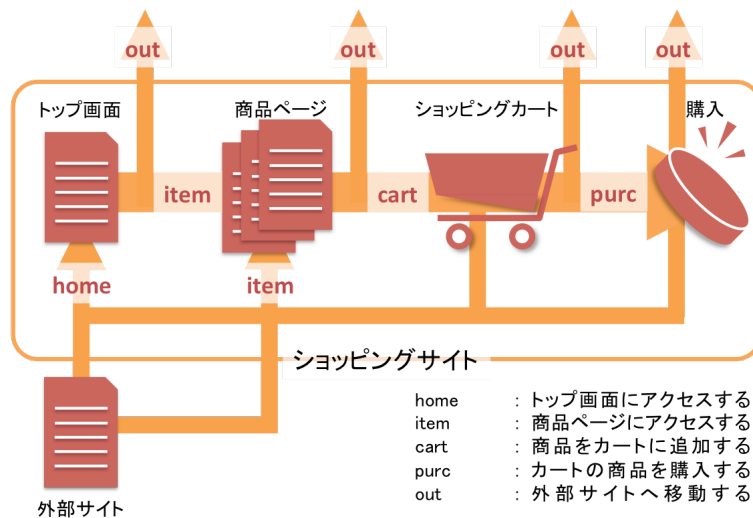 out out out out
トップ画面 商品ページ ショッピングカート 購入
item cart purc
home item
ショッピングサイト
外部サイト
home : トップ画面にアクセスする
item : 商品ページにアクセスする
cart : 商品をカートに追加する
purc : カートの商品を購入する
out : 外部サイトへ移動する